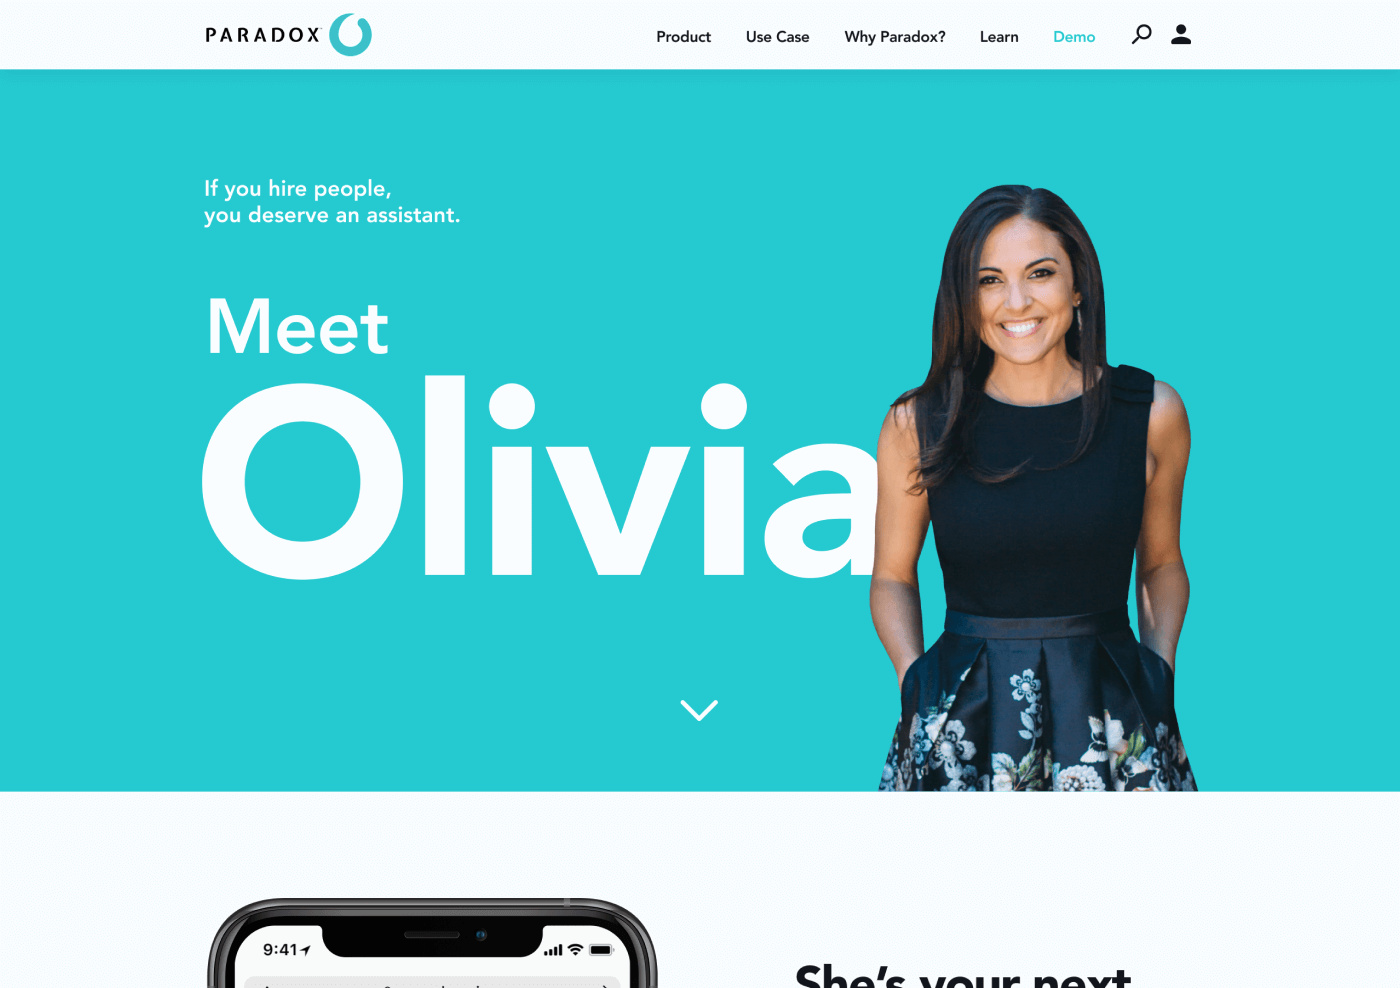 PARADOX
Product Use Case Why Paradox? Learn Demo
If you hire people,
you deserve an assistant.
Meet
Olivia
9:41
She's your next